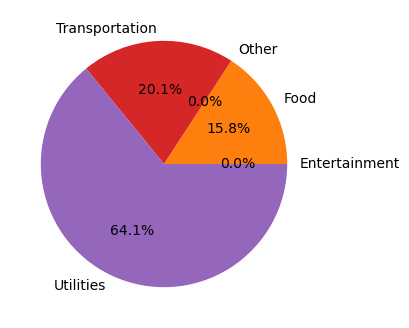 Transportation
Other
20.1%
0.0%
Food
15.8%
0.0%
Entertainment
64.1%
Utilities